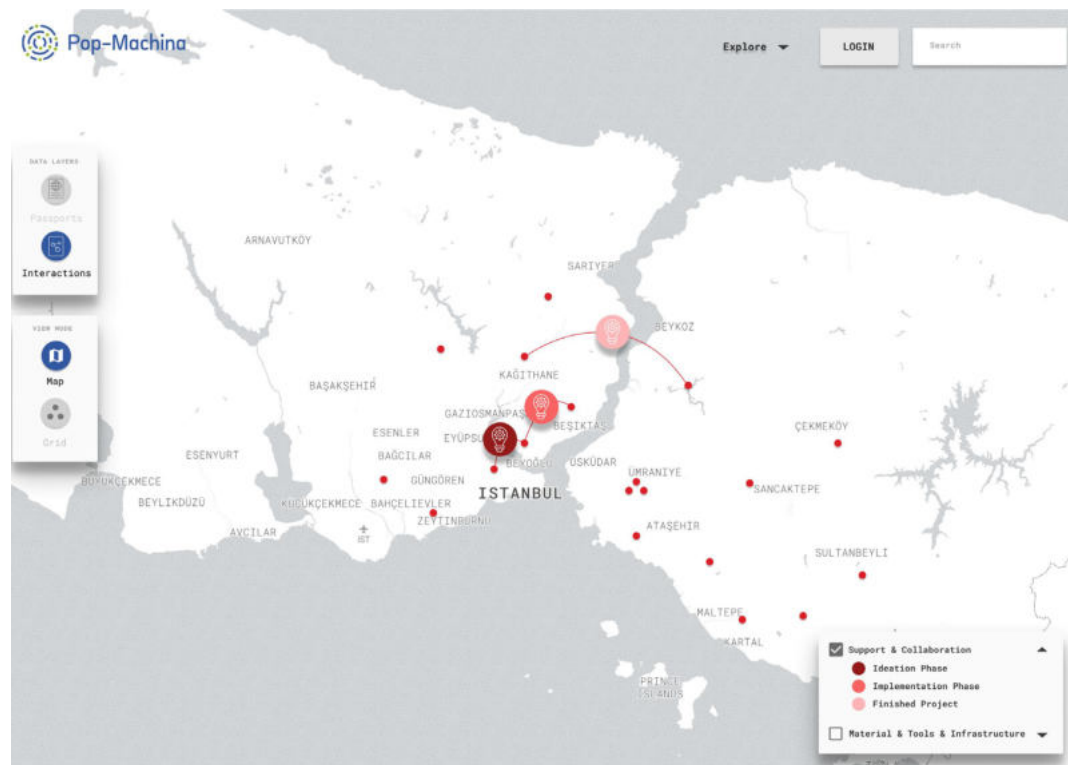 Pop-Machina
Explore
LOGIN
Search
DATA LAYERS
Passports
Interactions
VIEW MODE
Map
Grid
ARNAVUTKÖY
SARIYER
BEYKOZ
KAĞITHANE
BAŞAKŞEHİR
GAZİOSMANPAŞ
BEŞİKTAŞ
ÇEKMEKÖY
ESENLER
EYÜPSU
BAĞCILAR
ESENYURT
BEYOĞLU
ÜSKÜDAR
ÜMRANİYE
BÜYÜKÇEKMECE
GÜNGÖREN
SANCAKTEPE
ISTANBUL
BEYLİKDÜZÜ
KÜÇÜKÇEKMECE
BAHÇELİEVLER
ZEYTİNBURNU
ATAŞEHİR
AVCILAR
IST
SULTANBEYLİ
MALTEPE
KARTAL
PRINCE
ISLANDS
Support & Collaboration
Ideation Phase
Implementation Phase
Finished Project
Material & Tools & Infrastructure